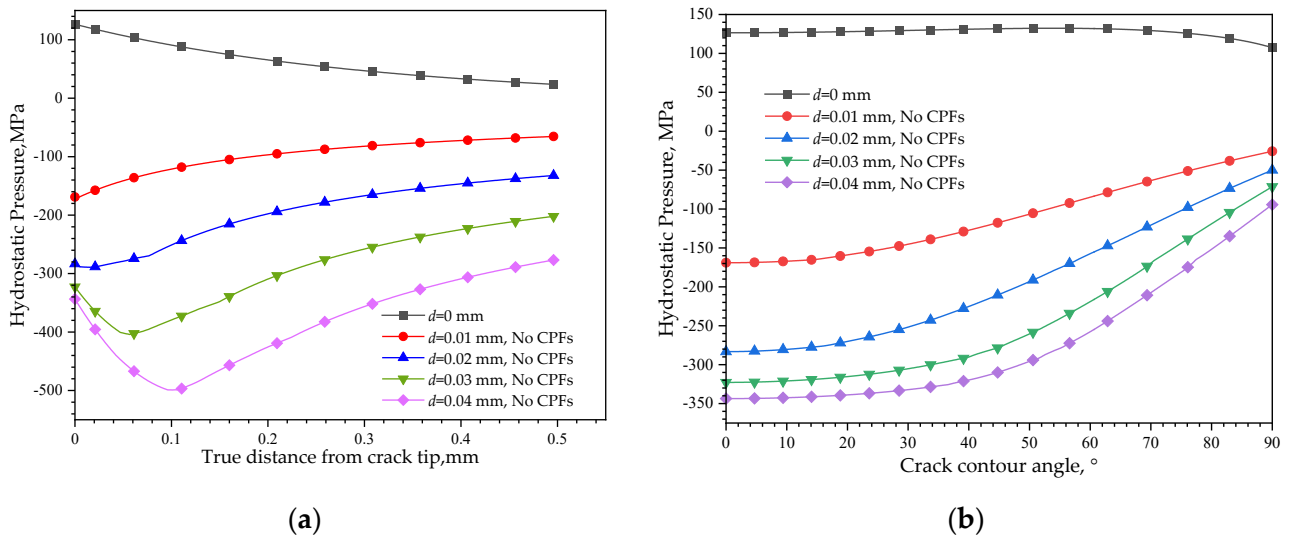 100
0
-100
-200
-300
-400
-500
Hydrostatic Pressure,MPa
d=0 mm
d=0.01 mm, No CPFs
d=0.02 mm, No CPFs
d=0.03 mm, No CPFs
d=0.04 mm, No CPFs
0 0.1 0.2 0.3 0.4 0.5
True distance from crack tip,mm
(a)
150
100
50
0
-50
-100
-150
-200
-250
-300
-350
Hydrostatic Pressure, MPa
d=0 mm
d=0.01 mm, No CPFs
d=0.02 mm, No CPFs
d=0.03 mm, No CPFs
d=0.04 mm, No CPFs
0 10 20 30 40 50 60 70 80 90
Crack contour angle, °
(b)